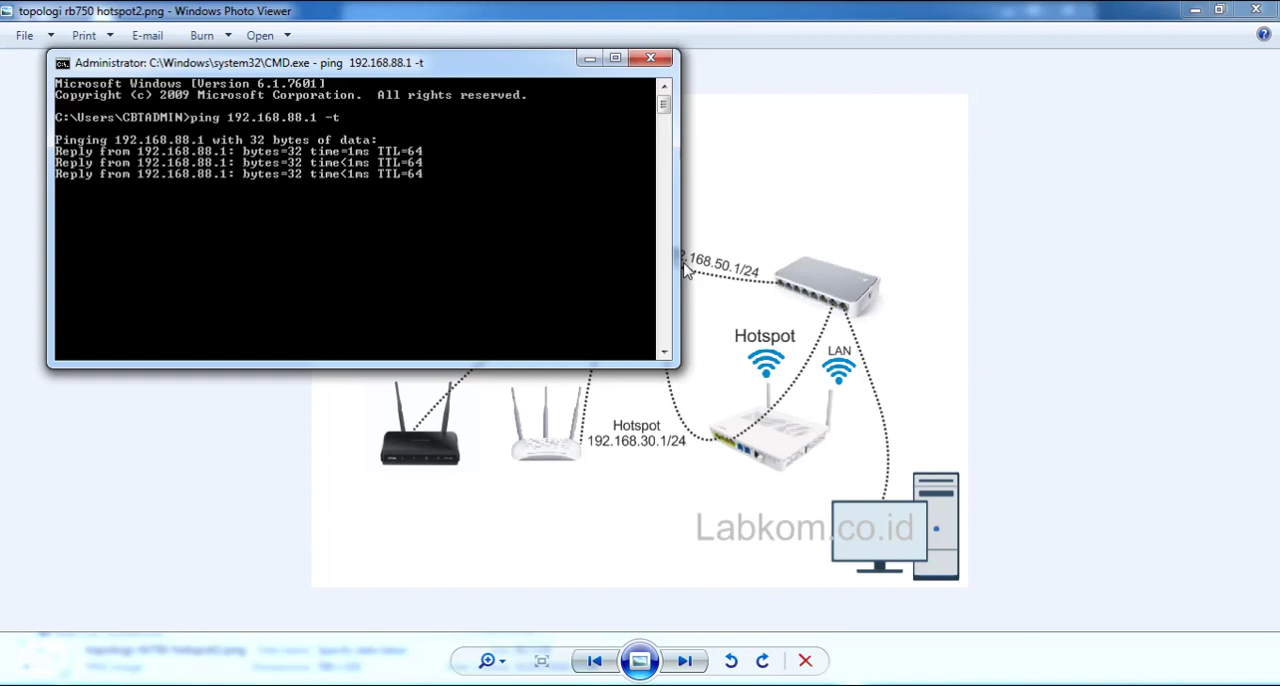 topologi rb750 hotspot2.png - Windows Photo Viewer
File Print E-mail Burn Open
Administrator: C:\Windows\system32\CMD.exe - ping 192.168.88.1 -t
Microsoft Windows [Version 6.1.7601]
Copyright (c) 2009 Microsoft Corporation. All rights reserved.
C:\Users\CBTADMIN>ping 192.168.88.1 -t
Pinging 192.168.88.1 with 32 bytes of data:
Reply from 192.168.88.1: bytes=32 time=1ms TTL=64
Reply from 192.168.88.1: bytes=32 time<1ms TTL=64
Reply from 192.168.88.1: bytes=32 time<1ms TTL=64
.168.50.1/24
Hotspot
LAN
Hotspot
192.168.30.1/24
Labkom.co.id
topologi rb750 hotspot2.png